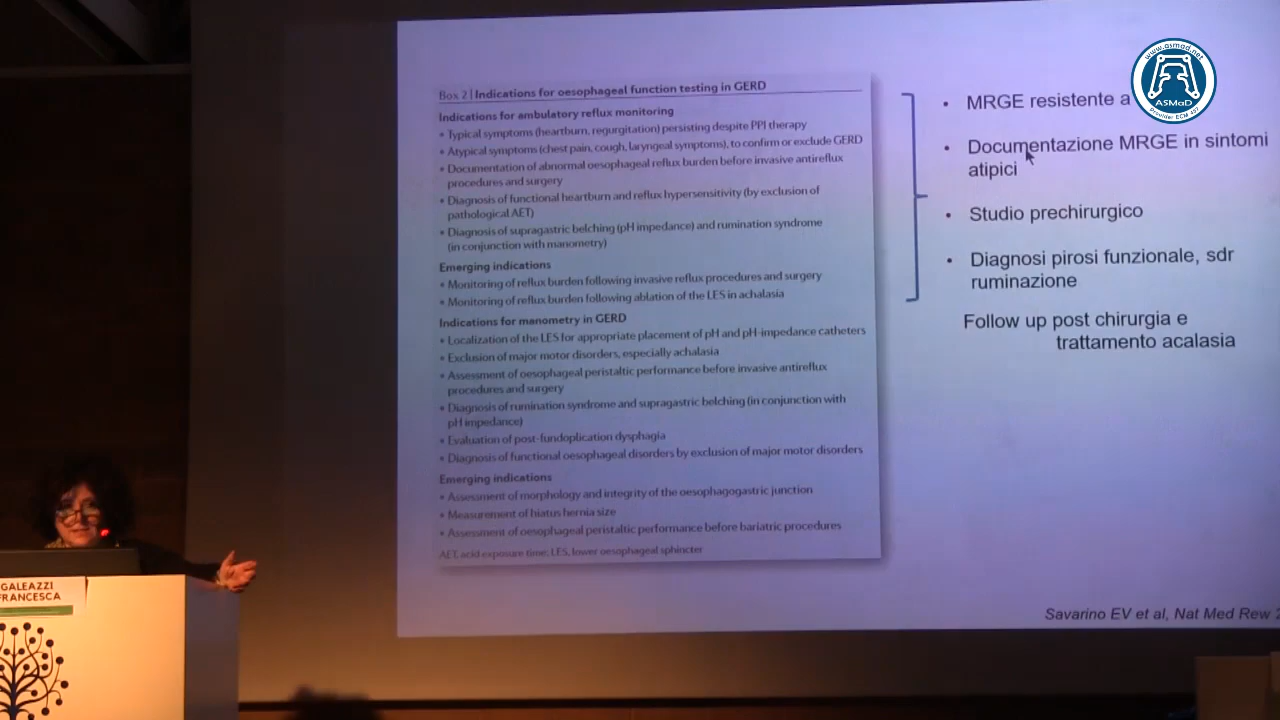 www.asmad.net
ASMaD
Provider ECM 407
Box 2 | Indications for oesophageal function testing in GERD
Indications for ambulatory reflux monitoring
• Typical symptoms (heartburn, regurgitation) persisting despite PPI therapy
• Atypical symptoms (chest pain, cough, laryngeal symptoms), to confirm or exclude GERD
• Documentation of abnormal oesophageal reflux burden before invasive antireflux
procedures and surgery
• Diagnosis of functional heartburn and reflux hypersensitivity (by exclusion of
pathological AET)
• Diagnosis of supragastric belching (pH impedance) and rumination syndrome
(in conjunction with manometry)
Emerging indications
• Monitoring of reflux burden following invasive reflux procedures and surgery
• Monitoring of reflux burden following ablation of the LES in achalasia
Indications for manometry in GERD
• Localization of the LES for appropriate placement of pH and pH-impedance catheters
• Exclusion of major motor disorders, especially achalasia
• Assessment of oesophageal peristaltic performance before invasive antireflux
procedures and surgery
• Diagnosis of rumination syndrome and supragastric belching (in conjunction with
pH impedance)
• Evaluation of post-fundoplication dysphagia
• Diagnosis of functional oesophageal disorders by exclusion of major motor disorders
Emerging indications
• Assessment of morphology and integrity of the oesophagogastric junction
• Measurement of hiatus hernia size
• Assessment of oesophageal peristaltic performance before bariatric procedures
AET, acid exposure time; LES, lower oesophageal sphincter
• MRGE resistente a
• Documentazione MRGE in sintomi
atipici
• Studio prechirurgico
• Diagnosi pirosi funzionale, sdr
ruminazione
Follow up post chirurgia e
trattamento acalasia
Savarino EV et al, Nat Med Rew
GALEAZZI
FRANCESCA